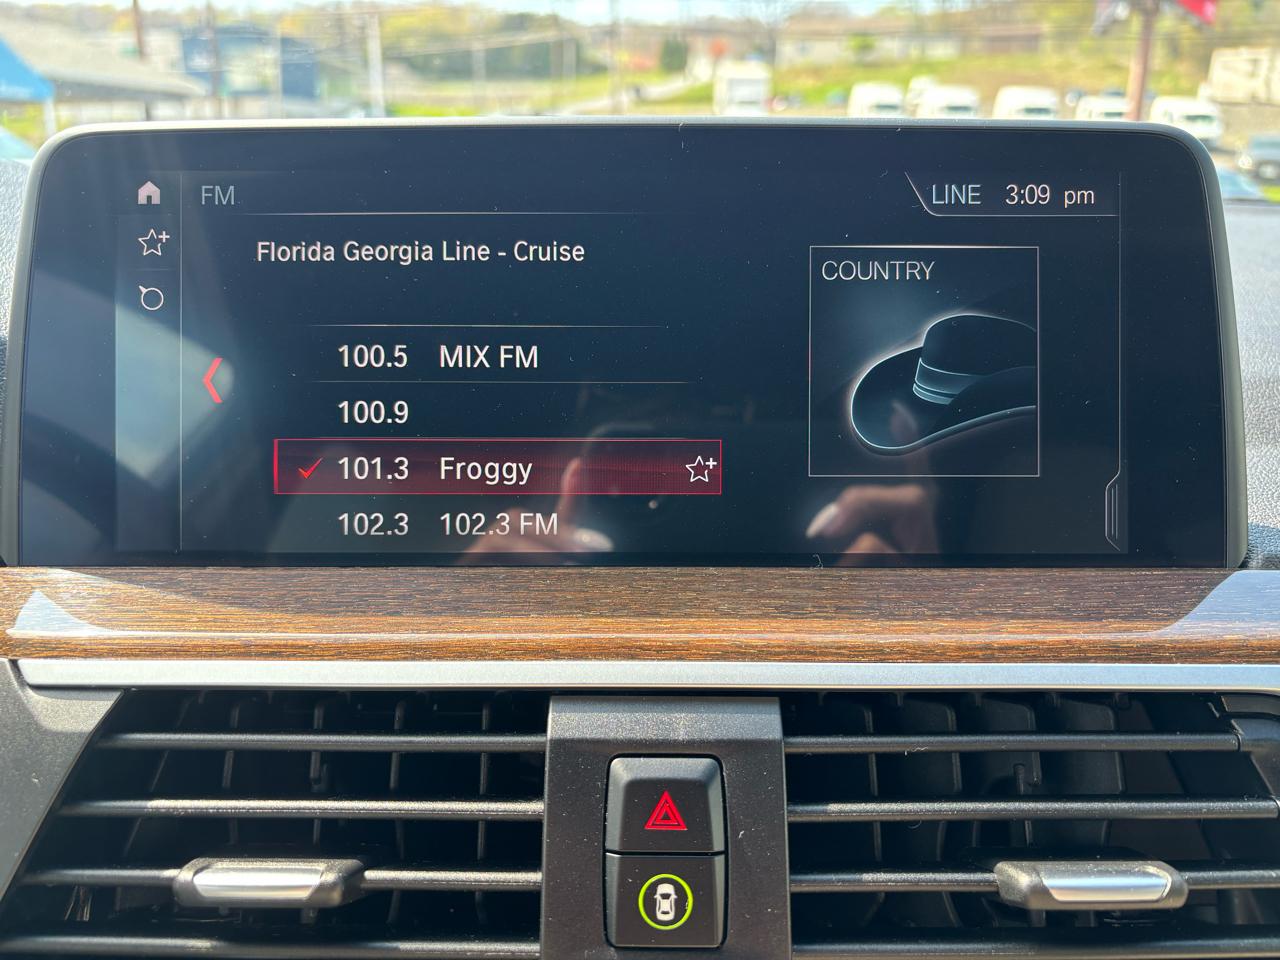 FM
LINE 3:09 pm
Florida Georgia Line - Cruise
COUNTRY
100.5 MIX FM
100.9
101.3 Froggy
102.3 102.3 FM